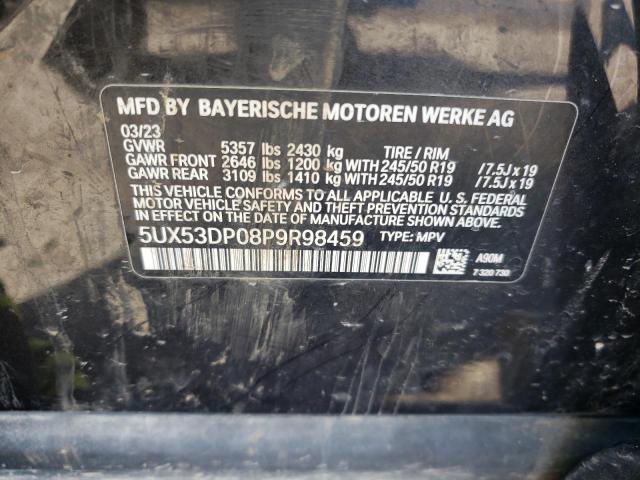 MFD BY BAYERISCHE MOTOREN WERKE AG
03/23
GVWR 5357 lbs 2430 kg TIRE / RIM
GAWR FRONT 2646 lbs 1200 kg WITH 245/50 R19 /7.5J x 19
GAWR REAR 3109 lbs 1410 kg WITH 245/50 R19 /7.5J x 19
THIS VEHICLE CONFORMS TO ALL APPLICABLE U. S. FEDERAL
MOTOR VEHICLE SAFETY, BUMPER, AND THEFT PREVENTION
STANDARDS IN EFFECT ON THE DATE OF MANUFACTURE SHOWN ABOVE.
5UX53DP08P9R98459 TYPE: MPV
A90M
7 320 730